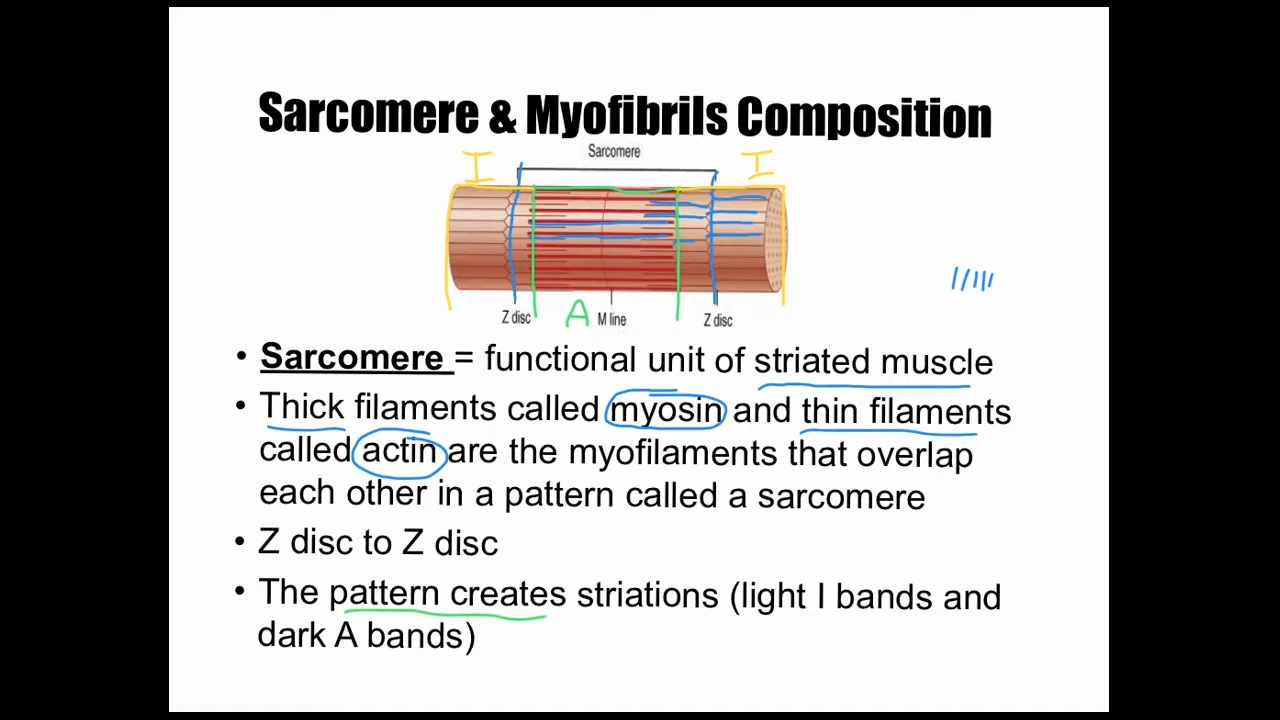 Sarcomere & Myofibrils Composition
Sarcomere
I I
Z disc A M line Z disc
• Sarcomere = functional unit of striated muscle
• Thick filaments called myosin and thin filaments
called actin are the myofilaments that overlap
each other in a pattern called a sarcomere
• Z disc to Z disc
• The pattern creates striations (light I bands and
dark A bands)